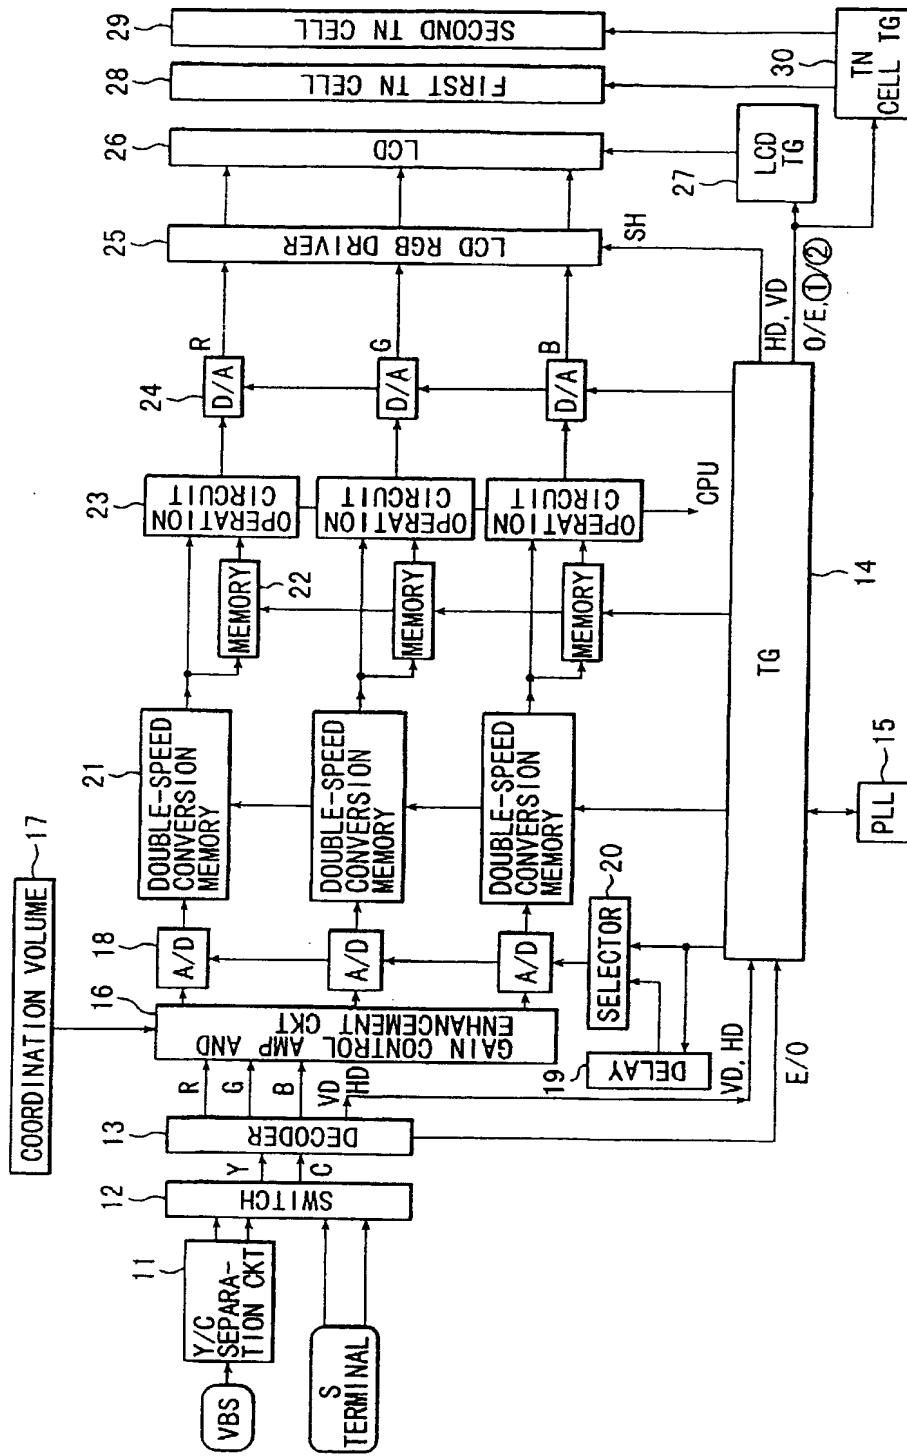 COORDINATION VOLUME
17
VBS
11
Y/C
SEPARA-
TION CKT
S
TERMINAL
12
SWITCH
Y
C
13
DECODER
R
G
B
VD
HD
16
GAIN CONTROL AMP AND
ENHANCEMENT CKT
18
A/D
A/D
A/D
19
DELAY
20
SELECTOR
VD, HD
E/O
21
DOUBLE-SPEED
CONVERSION
MEMORY
DOUBLE-SPEED
CONVERSION
MEMORY
DOUBLE-SPEED
CONVERSION
MEMORY
22
MEMORY
MEMORY
MEMORY
23
OPERATION
CIRCUIT
OPERATION
CIRCUIT
OPERATION
CIRCUIT
CPU
24
D/A
D/A
D/A
R
G
B
TG
14
PLL
15
HD, VD
O/E, ①/②
SH
25
LCD RGB DRIVER
26
LCD
27
LCD
TG
28
FIRST TN CELL
29
SECOND TN CELL
30
TN
CELL TG